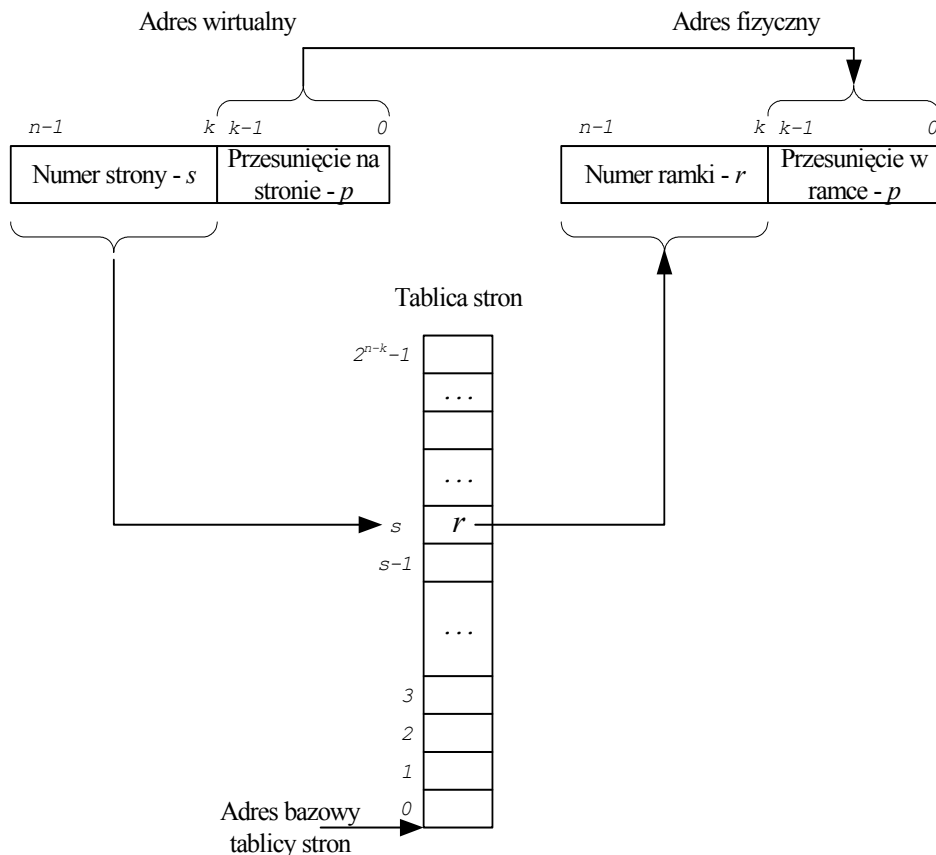 Adres wirtualny
Adres fizyczny
n-1 k k-1 0
n-1 k k-1 0
Numer strony - s
Przesunięcie na
stronie - p
Numer ramki - r
Przesunięcie w
ramce - p
Tablica stron
2^{n-k}-1
...
...
s
r
s-1
...
3
2
1
0
Adres bazowy
tablicy stron